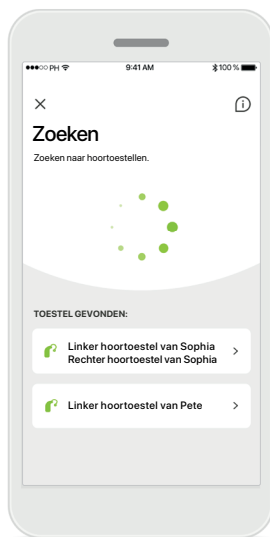 PH 9:41 AM 100 %
Zoeken
Zoeken naar hoortoestellen.
TOESTEL GEVONDEN:
Linker hoortoestel van Sophia
Rechter hoortoestel van Sophia
Linker hoortoestel van Pete